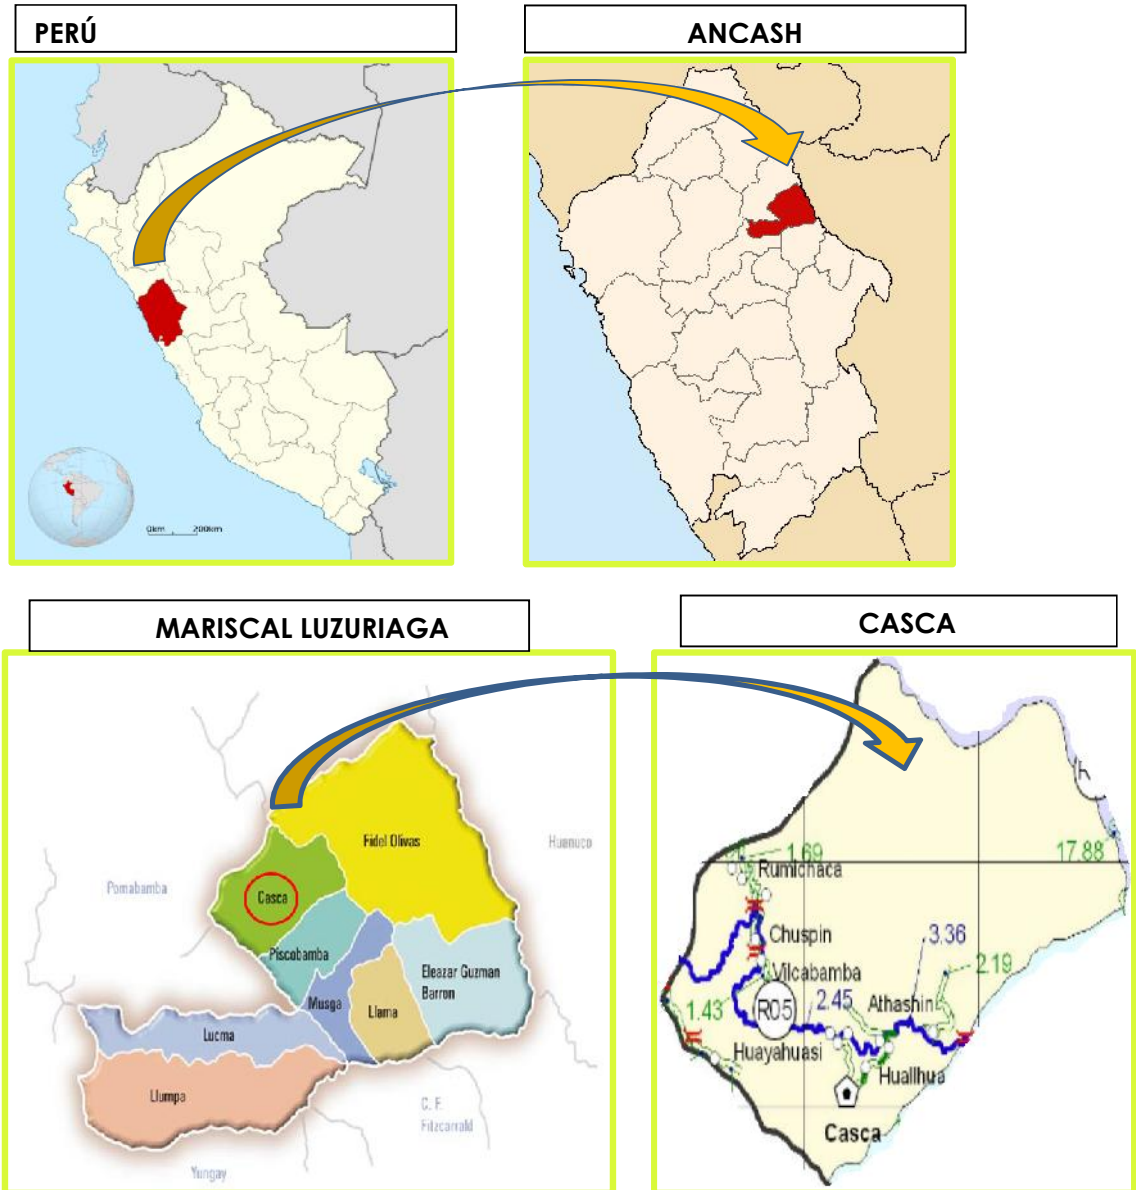 PERÚ
ANCASH
0km 200km
MARISCAL LUZURIAGA
CASCA
Fidel Olivas
Huanuco
Pomabamba
Casca
Piscobamba
Eleazar Guzman
Barron
Musga
Llama
Lucma
Llumpa
C. F.
Fitzcarrald
Yungay
1.69
17.88
Rumichaca
Chuspin
3.36
Vilcabamba
2.19
1.43
R05
2.45
Athashin
Huayahuasi
Huallhua
Casca